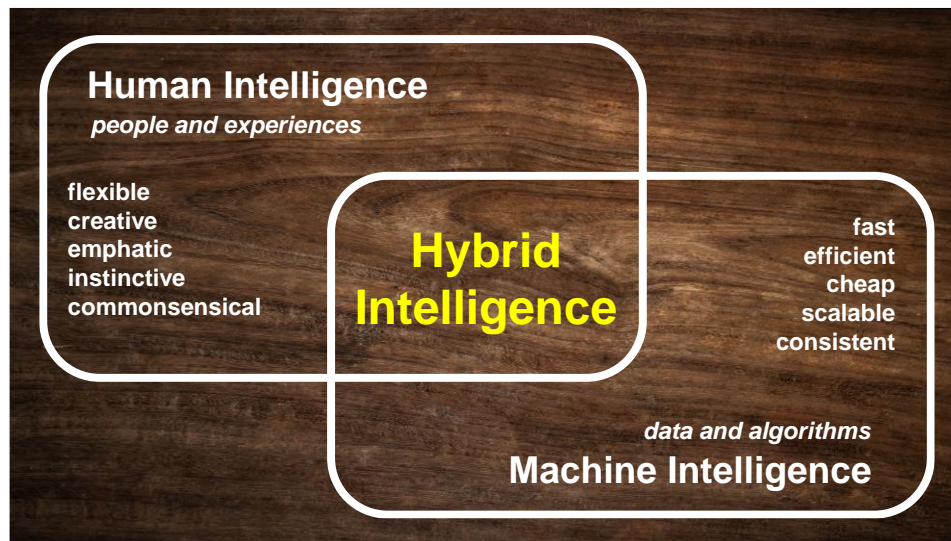 Human Intelligence
people and experiences
flexible
creative
emphatic
instinctive
commonsensical
Hybrid
Intelligence
fast
efficient
cheap
scalable
consistent
data and algorithms
Machine Intelligence